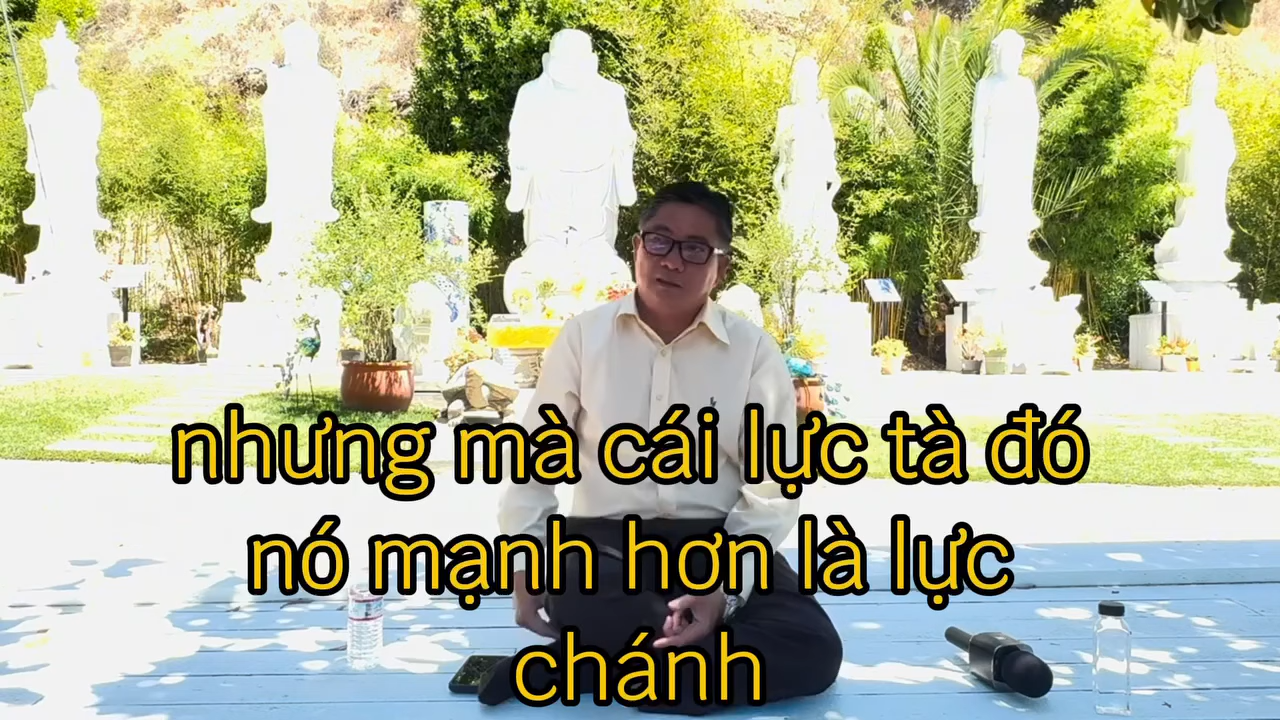 nhưng mà cái lực tà đó
nó mạnh hơn là lực
chánh